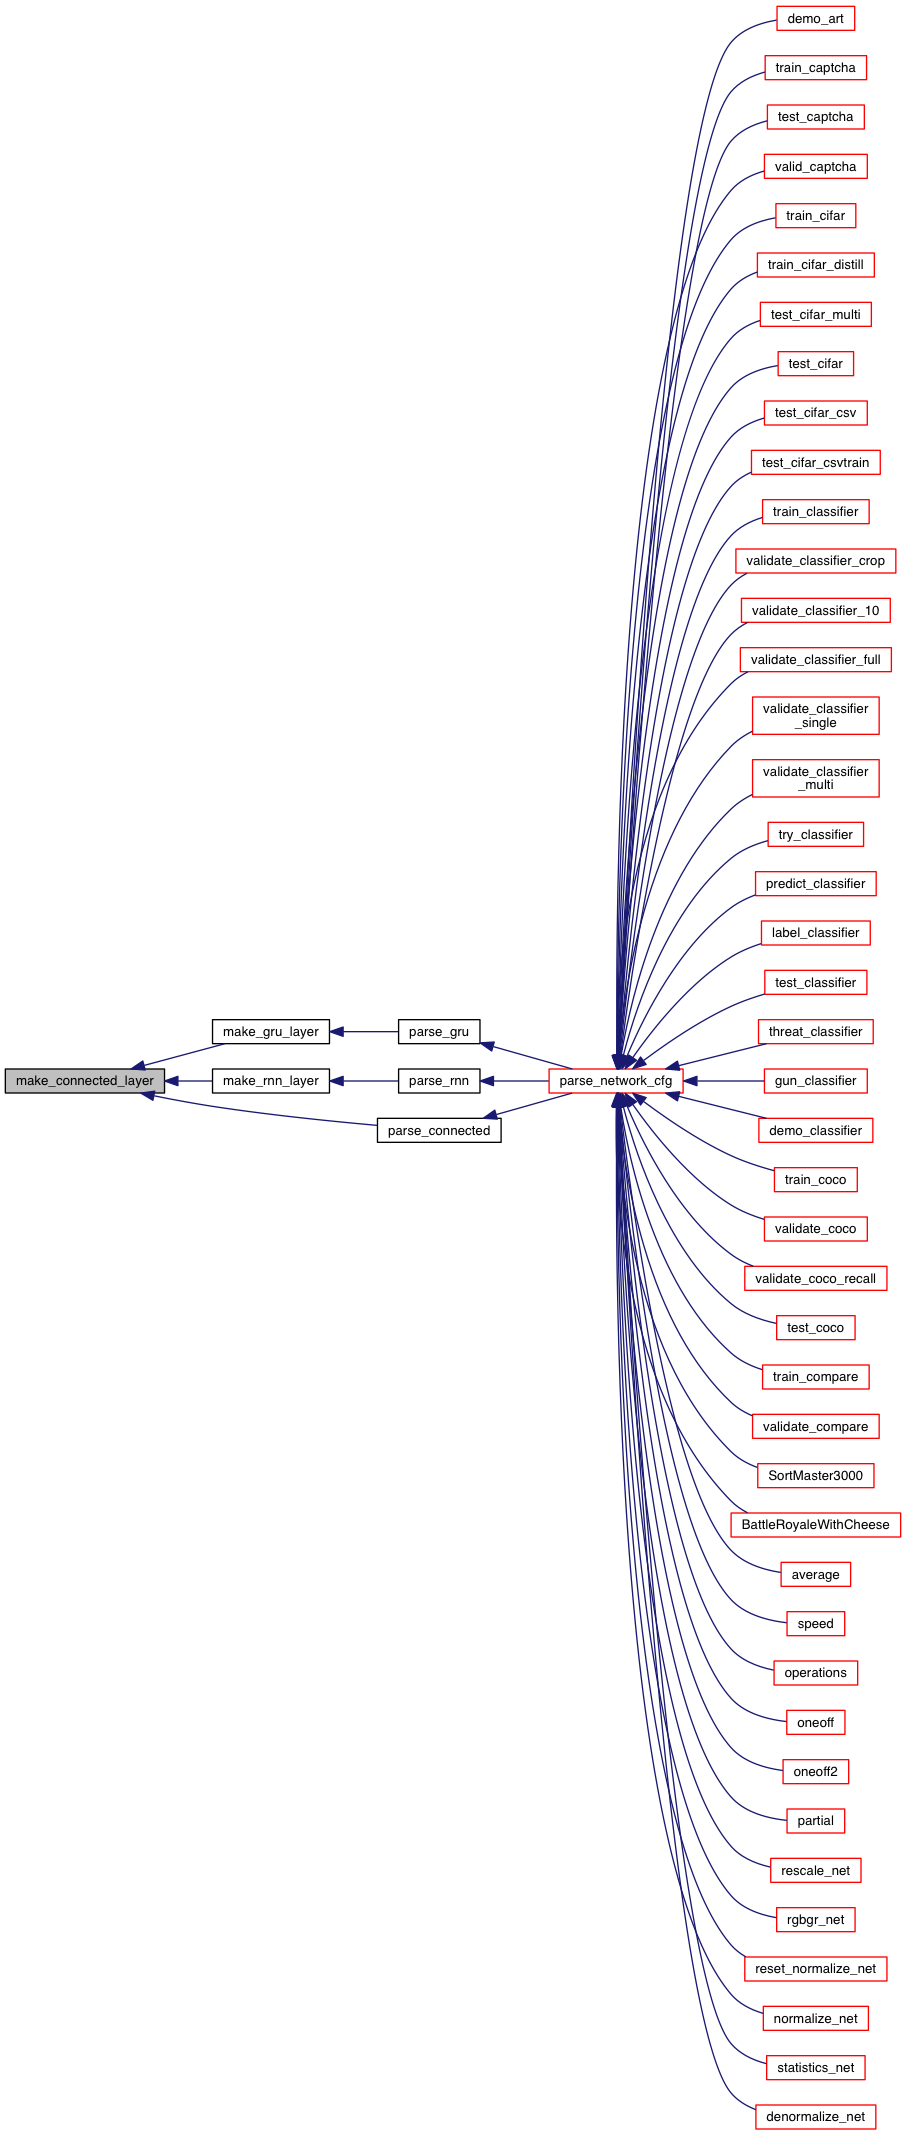 demo_art
train_captcha
test_captcha
valid_captcha
train_cifar
train_cifar_distill
test_cifar_multi
test_cifar
test_cifar_csv
test_cifar_csvtrain
train_classifier
validate_classifier_crop
validate_classifier_10
validate_classifier_full
validate_classifier
_single
validate_classifier
_multi
try_classifier
predict_classifier
label_classifier
test_classifier
make_gru_layer
parse_gru
threat_classifier
make_connected_layer
make_rnn_layer
parse_rnn
parse_network_cfg
gun_classifier
parse_connected
demo_classifier
train_coco
validate_coco
validate_coco_recall
test_coco
train_compare
validate_compare
SortMaster3000
BattleRoyaleWithCheese
average
speed
operations
oneoff
oneoff2
partial
rescale_net
rgbgr_net
reset_normalize_net
normalize_net
statistics_net
denormalize_net